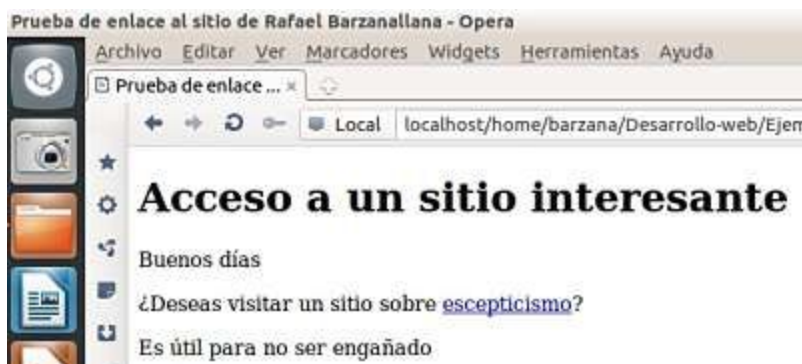 Prueba de enlace al sitio de Rafael Barzanallana - Opera
Archivo Editar Ver Marcadores Widgets Herramientas Ayuda
Prueba de enlace ... ×
Local localhost/home/barzana/Desarrollo-web/Ejem
Acceso a un sitio interesante
Buenos días
¿Deseas visitar un sitio sobre escepticismo?
Es útil para no ser engañado